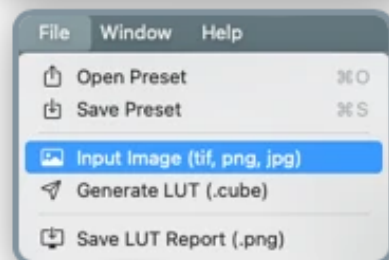 File Window Help
Open Preset ⌘O
Save Preset ⌘S
Input Image (tif, png, jpg)
Generate LUT (.cube)
Save LUT Report (.png)